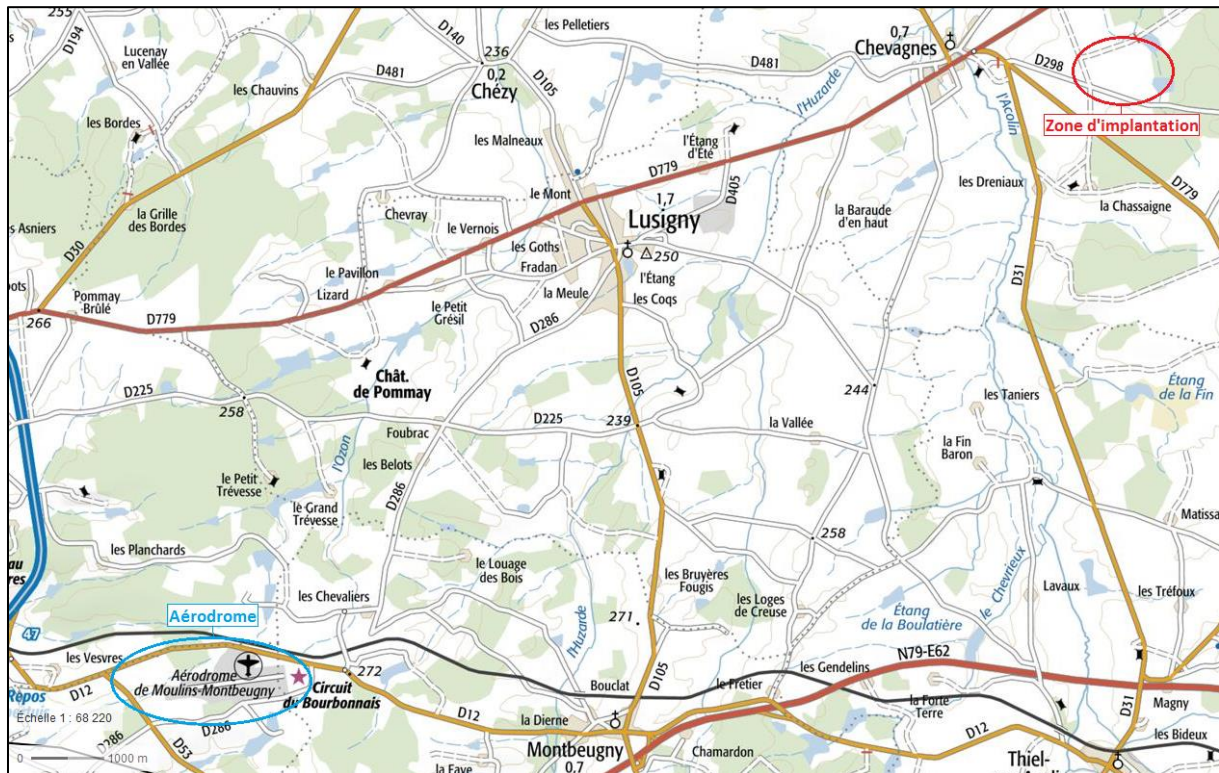 255
D194
Lucenay
en Vallée
D140
236
les Pelletiers
0,7
Chevagnes
D481
0,2
Chézy
D105
D481
D298
l'Huzarde
l'Acolin
Zone d'implantation
les Chauvins
les Bordes
les Malneaux
l'Étang
d'Été
D779
D405
les Dreniaux
D779
la Chassaigne
le Mont
1,7
Lusigny
la Baraude
d'en haut
la Grille
des Bordes
s Asniers
D30
Chevray
le Vernois
les Goths
Fradan
250
l'Étang
les Coqs
D31
le Pavillon
Lizard
la Meule
Pommay
Brûlé
266
D779
le Petit
Grésil
D286
Chât.
de Pommay
D105
D225
258
244
Étang
de la Fin
les Taniers
Foubrac
D225
239
la Vallée
l'Ozon
les Belots
la Fin
Baron
le Petit
Trévesse
D286
le Grand
Trévesse
258
Matissa
les Planchards
le Louage
des Bois
les Bruyères
Fougis
les Chevaliers
les Loges
de Creuse
le Chevrieux
Lavaux
les Tréfoux
Aérodrome
l'Huzarde
271
Étang
de la Boulatière
47
les Vesvres
272
D105
N79-E62
Aérodrome
de Moulins-Montbeugny
Circuit
du Bourbonnais
Bouclat
le Fretier
les Gendelins
D12
Repos
la Forte
Terre
D31
Magny
Echelle 1 : 68 220
D286
D53
D286
D12
la Dierne
D12
les Bideux
0
1000 m
Montbeugny
0,7
Chamardon
Thiel-
la Faye